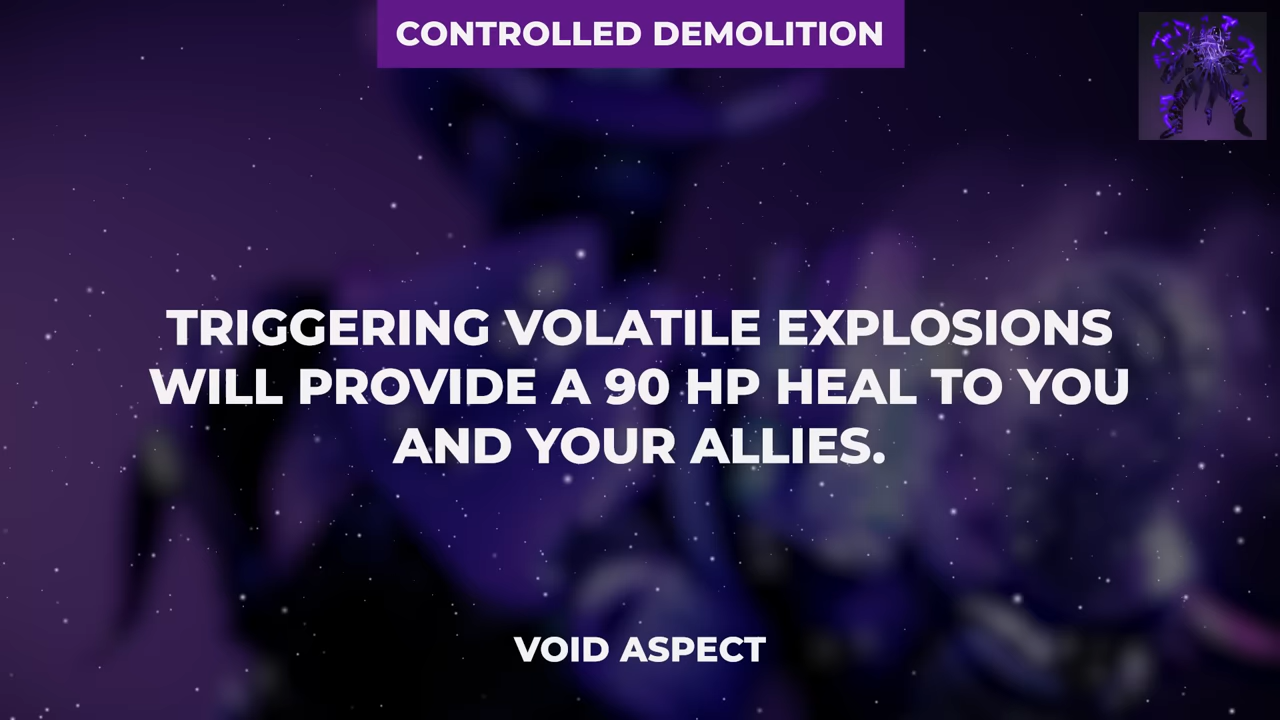 CONTROLLED DEMOLITION
TRIGGERING VOLATILE EXPLOSIONS
WILL PROVIDE A 90 HP HEAL TO YOU
AND YOUR ALLIES.
VOID ASPECT